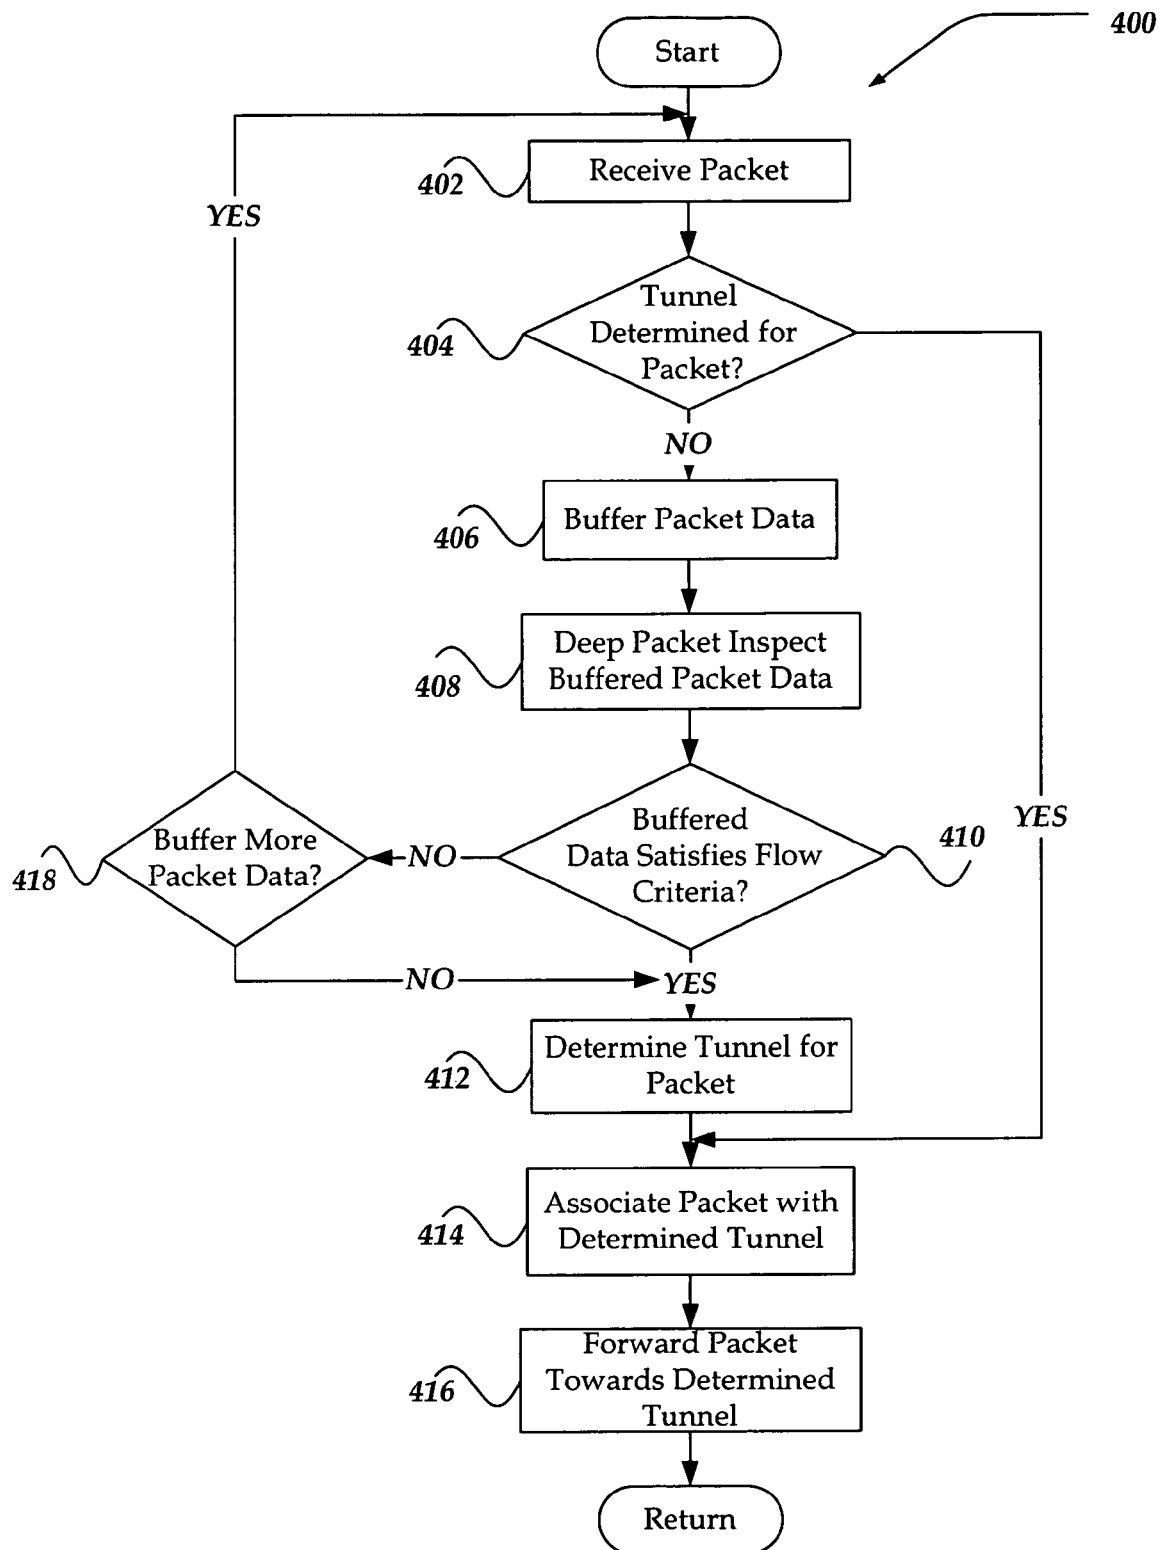 400
Start
Receive Packet
402
YES
Tunnel
Determined for
Packet?
404
NO
Buffer Packet Data
406
Deep Packet Inspect
Buffered Packet Data
408
YES
Buffered
Data Satisfies Flow
Criteria?
410
NO
Buffer More
Packet Data?
418
NO
YES
Determine Tunnel for
Packet
412
Associate Packet with
Determined Tunnel
414
Forward Packet
Towards Determined
Tunnel
416
Return